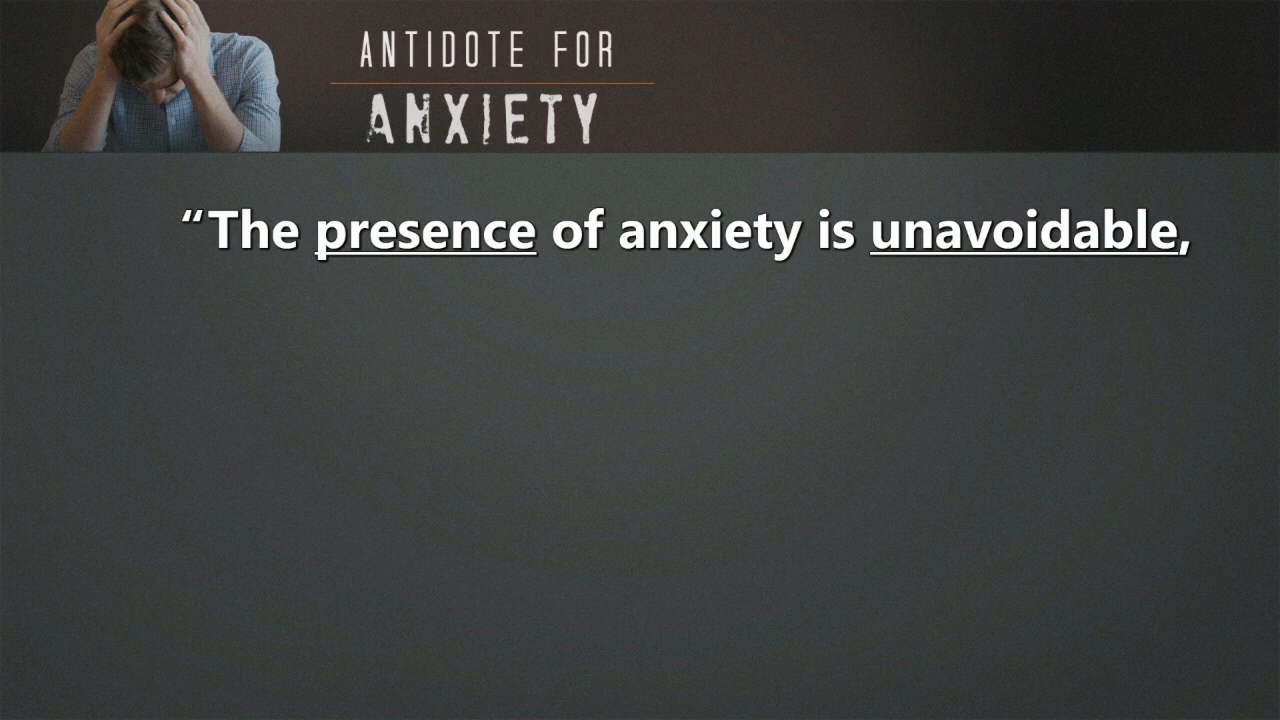 ANTIDOTE FOR
ANXIETY
“The presence of anxiety is unavoidable,